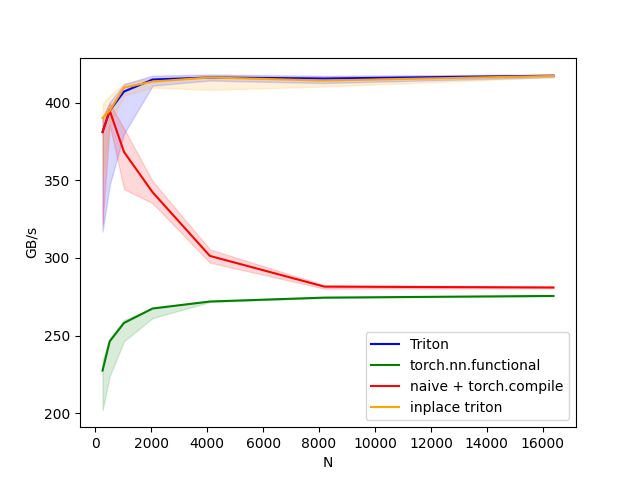 GB/s
400
350
300
250
200
0 2000 4000 6000 8000 10000 12000 14000 16000
N
Triton
torch.nn.functional
naive + torch.compile
inplace triton